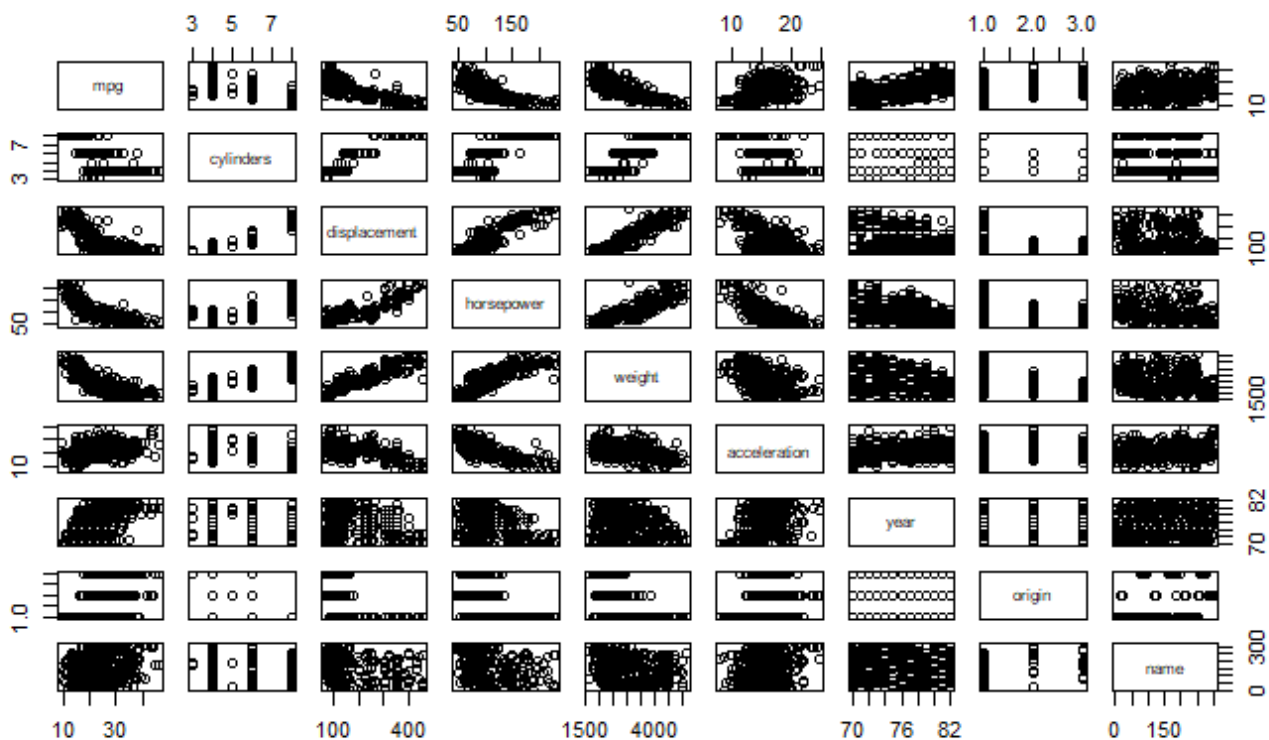 3 5 7 50 150 10 20 1.0 2.0 3.0
mpg 10
3 7 cylinders
displacement 100
50 horsepower
weight 1500
10 acceleration
year 70 82
1.0 origin
name 0 300
10 30 100 400 1500 4000 70 76 82 0 150